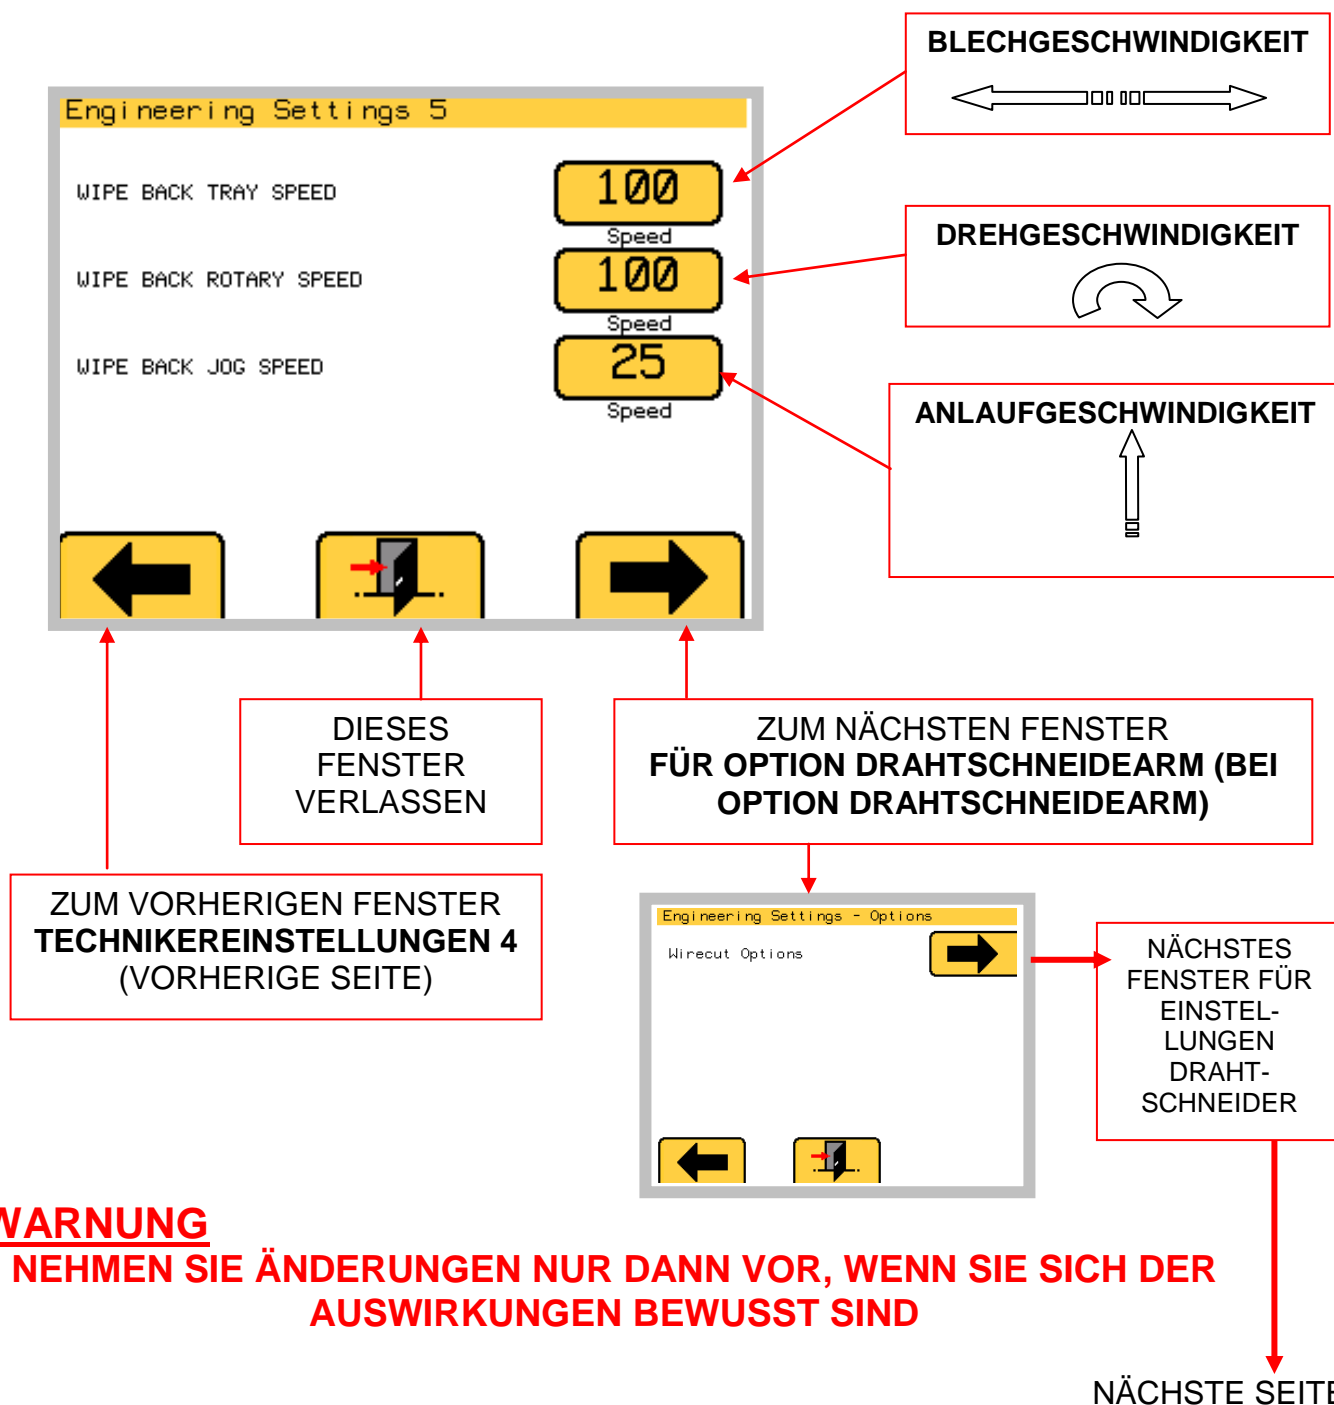 BLECHGESCHWINDIGKEIT
Engineering Settings 5
WIPE BACK TRAY SPEED
100
Speed
DREHGESCHWINDIGKEIT
WIPE BACK ROTARY SPEED
100
Speed
WIPE BACK JOG SPEED
25
Speed
ANLAUFGESCHWINDIGKEIT
DIESES
FENSTER
VERLASSEN
ZUM NÄCHSTEN FENSTER
FÜR OPTION DRAHTSCHNEIDEARM (BEI
OPTION DRAHTSCHNEIDEARM)
ZUM VORHERIGEN FENSTER
TECHNIKEREINSTELLUNGEN 4
(VORHERIGE SEITE)
Engineering Settings - Options
Wirecut Options
NÄCHSTES
FENSTER FÜR
EINSTEL-
LUNGEN
DRAHT-
SCHNEIDER
WARNUNG
NEHMEN SIE ÄNDERUNGEN NUR DANN VOR, WENN SIE SICH DER
AUSWIRKUNGEN BEWUSST SIND
NÄCHSTE SEITE